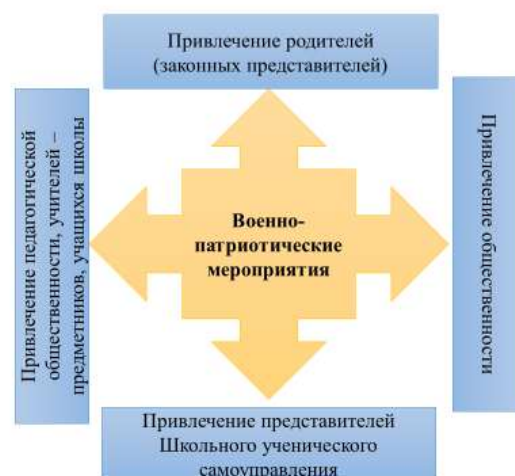 Привлечение родителей
(законных представителей)
Привлечение педагогической
общественности, учителей –
предметников, учащихся школы
Военно-
патриотические
мероприятия
Привлечение общественности
Привлечение представителей
Школьного ученического
самоуправления